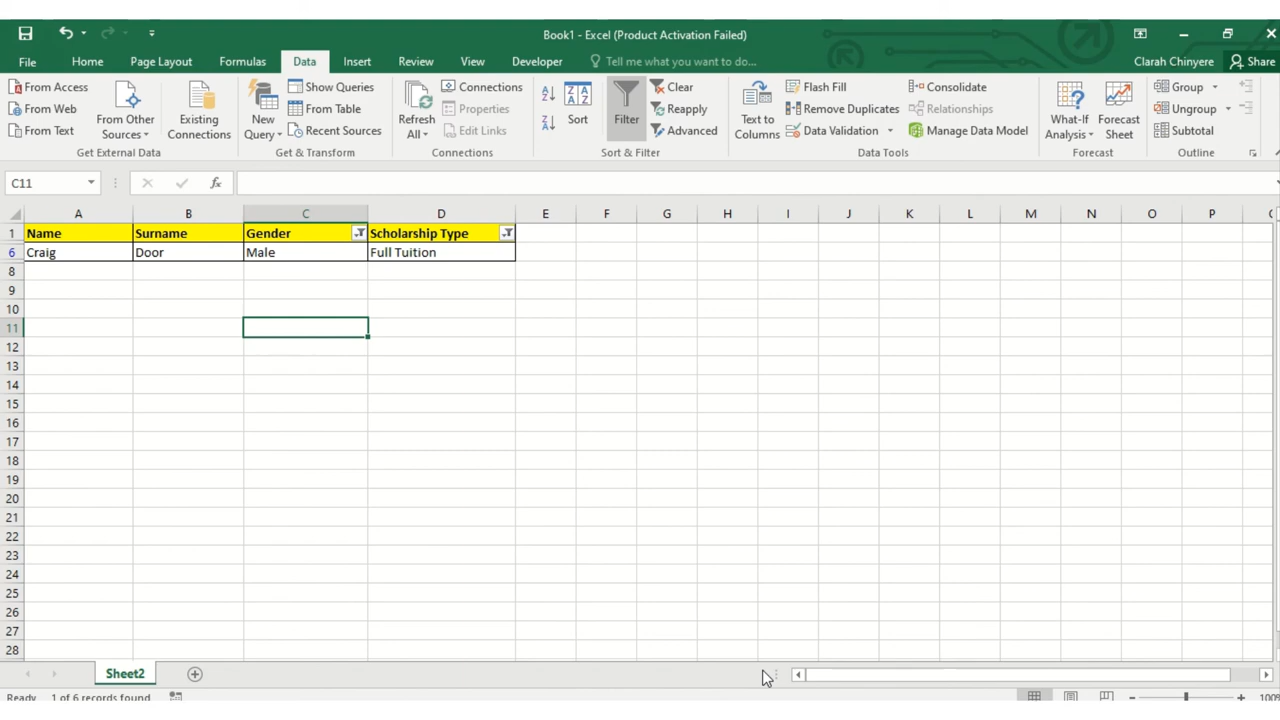 Book1 - Excel (Product Activation Failed)
File Home Page Layout Formulas Data Insert Review View Developer Tell me what you want to do... Clarah Chinyere Share
From Access
From Web
From Text
From Other Sources
Existing Connections
Get External Data
New Query
Show Queries
From Table
Recent Sources
Get & Transform
Refresh All
Connections
Properties
Edit Links
Connections
Sort
Filter
Clear
Reapply
Advanced
Sort & Filter
Text to Columns
Flash Fill
Remove Duplicates
Data Validation
Consolidate
Relationships
Manage Data Model
Data Tools
What-If Analysis
Forecast Sheet
Forecast
Group
Ungroup
Subtotal
Outline
C11 fx
A B C D E F G H I J K L M N O P
1 Name Surname Gender Scholarship Type
6 Craig Door Male Full Tuition
8
9
10
11
12
13
14
15
16
17
18
19
20
21
22
23
24
25
26
27
28
Sheet2
Ready 1 of 6 records found 100%